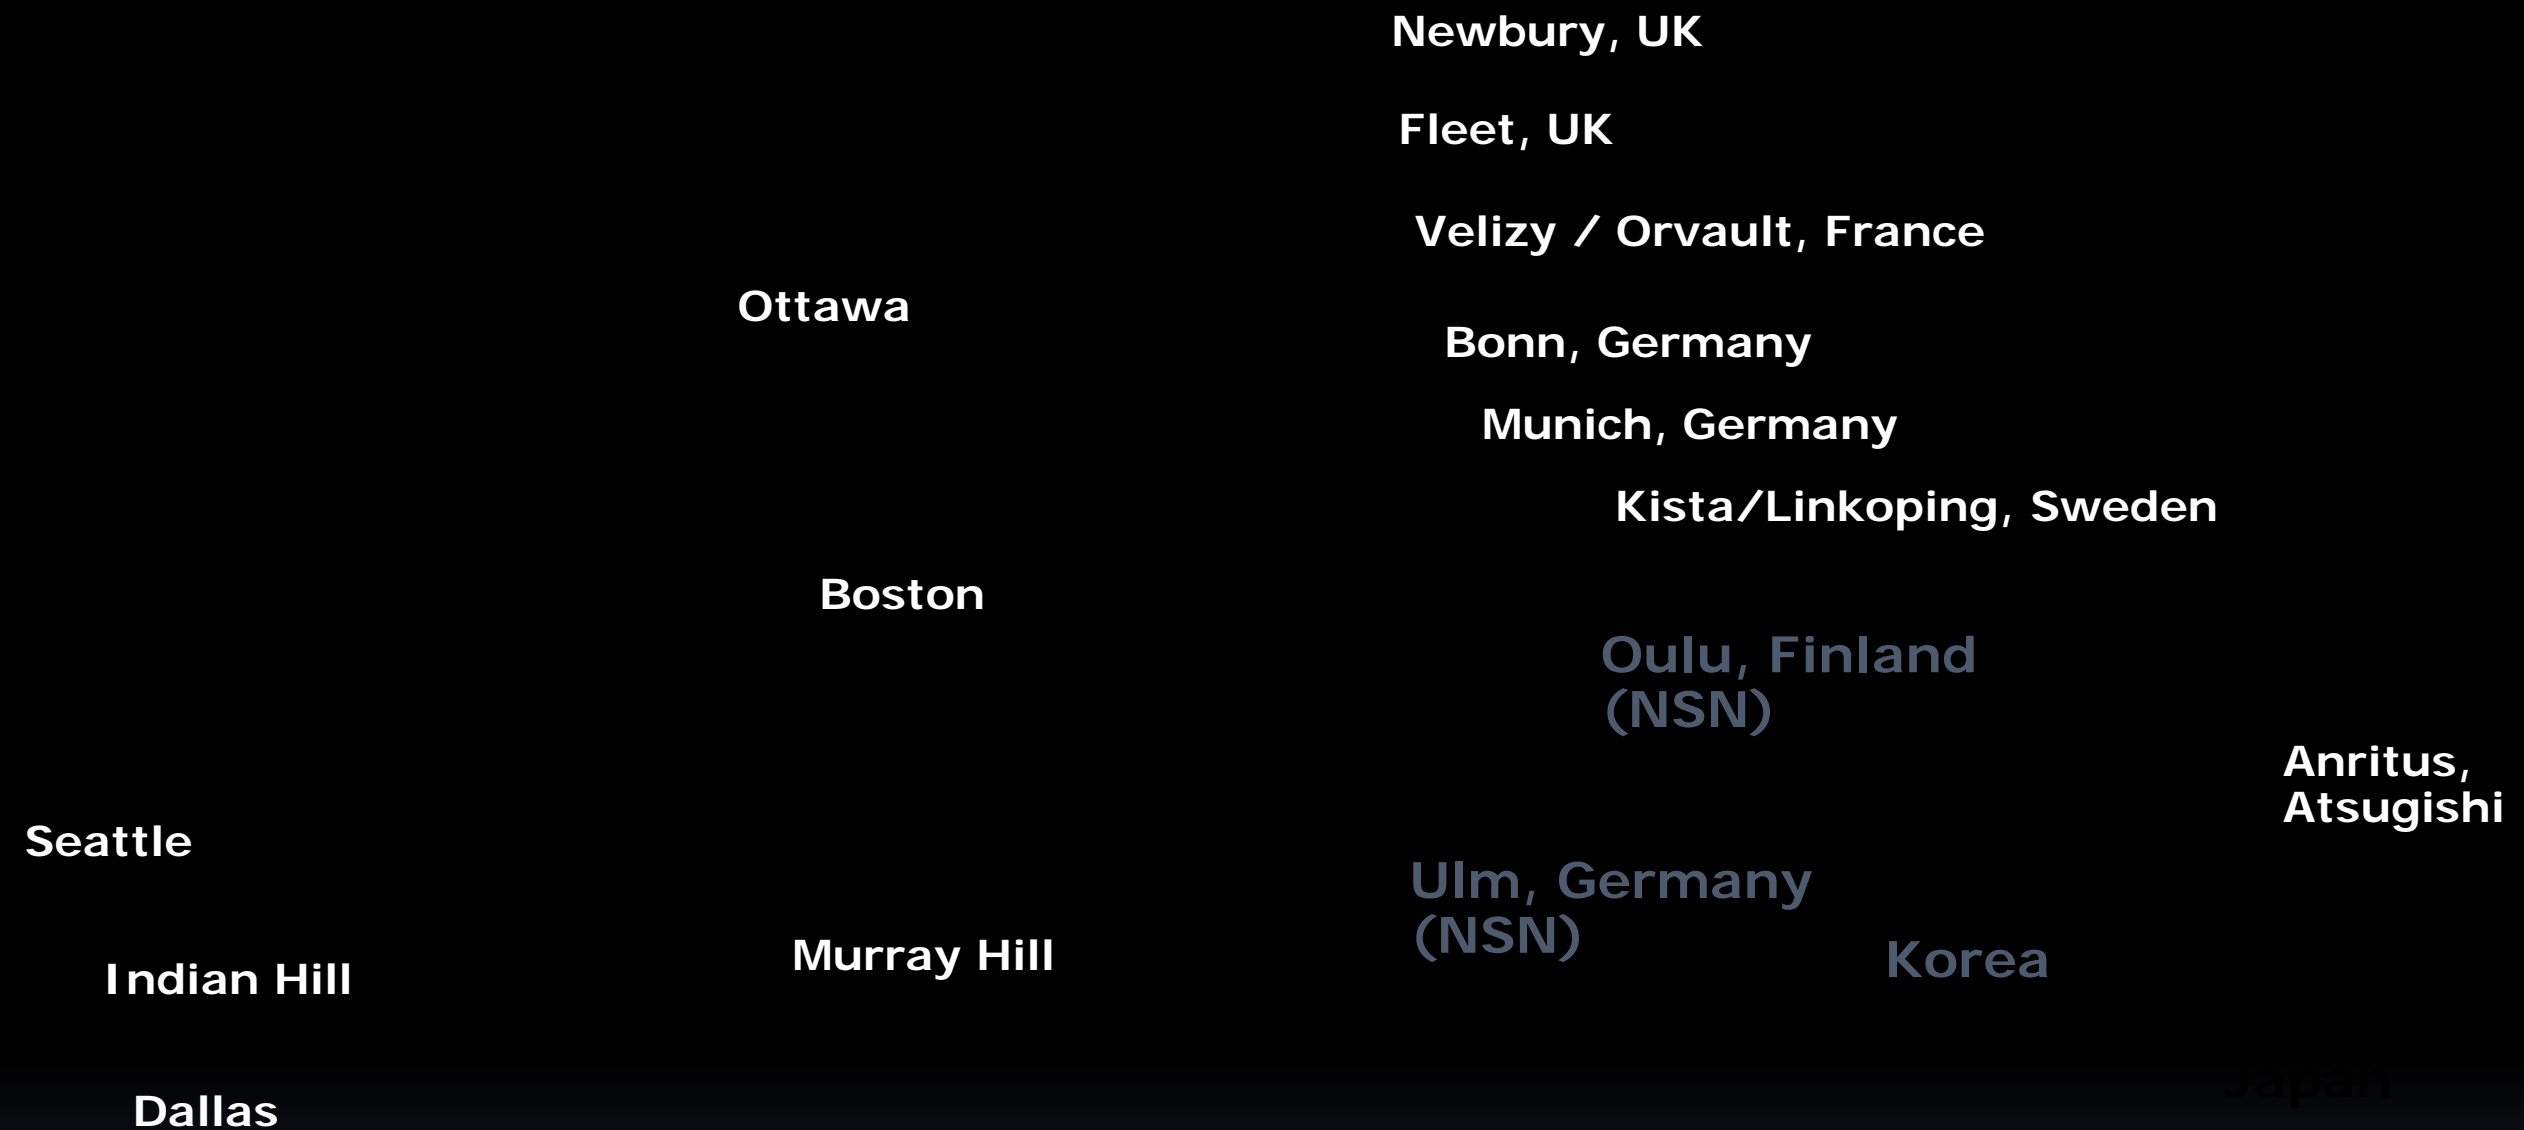 Newbury, UK
Fleet, UK
Velizy / Orvault, France
Ottawa
Bonn, Germany
Munich, Germany
Kista/Linkoping, Sweden
Boston
Oulu, Finland
(NSN)
Anritus,
Atsugishi
Seattle
Ulm, Germany
(NSN)
Murray Hill
Korea
Indian Hill
Japan
Dallas